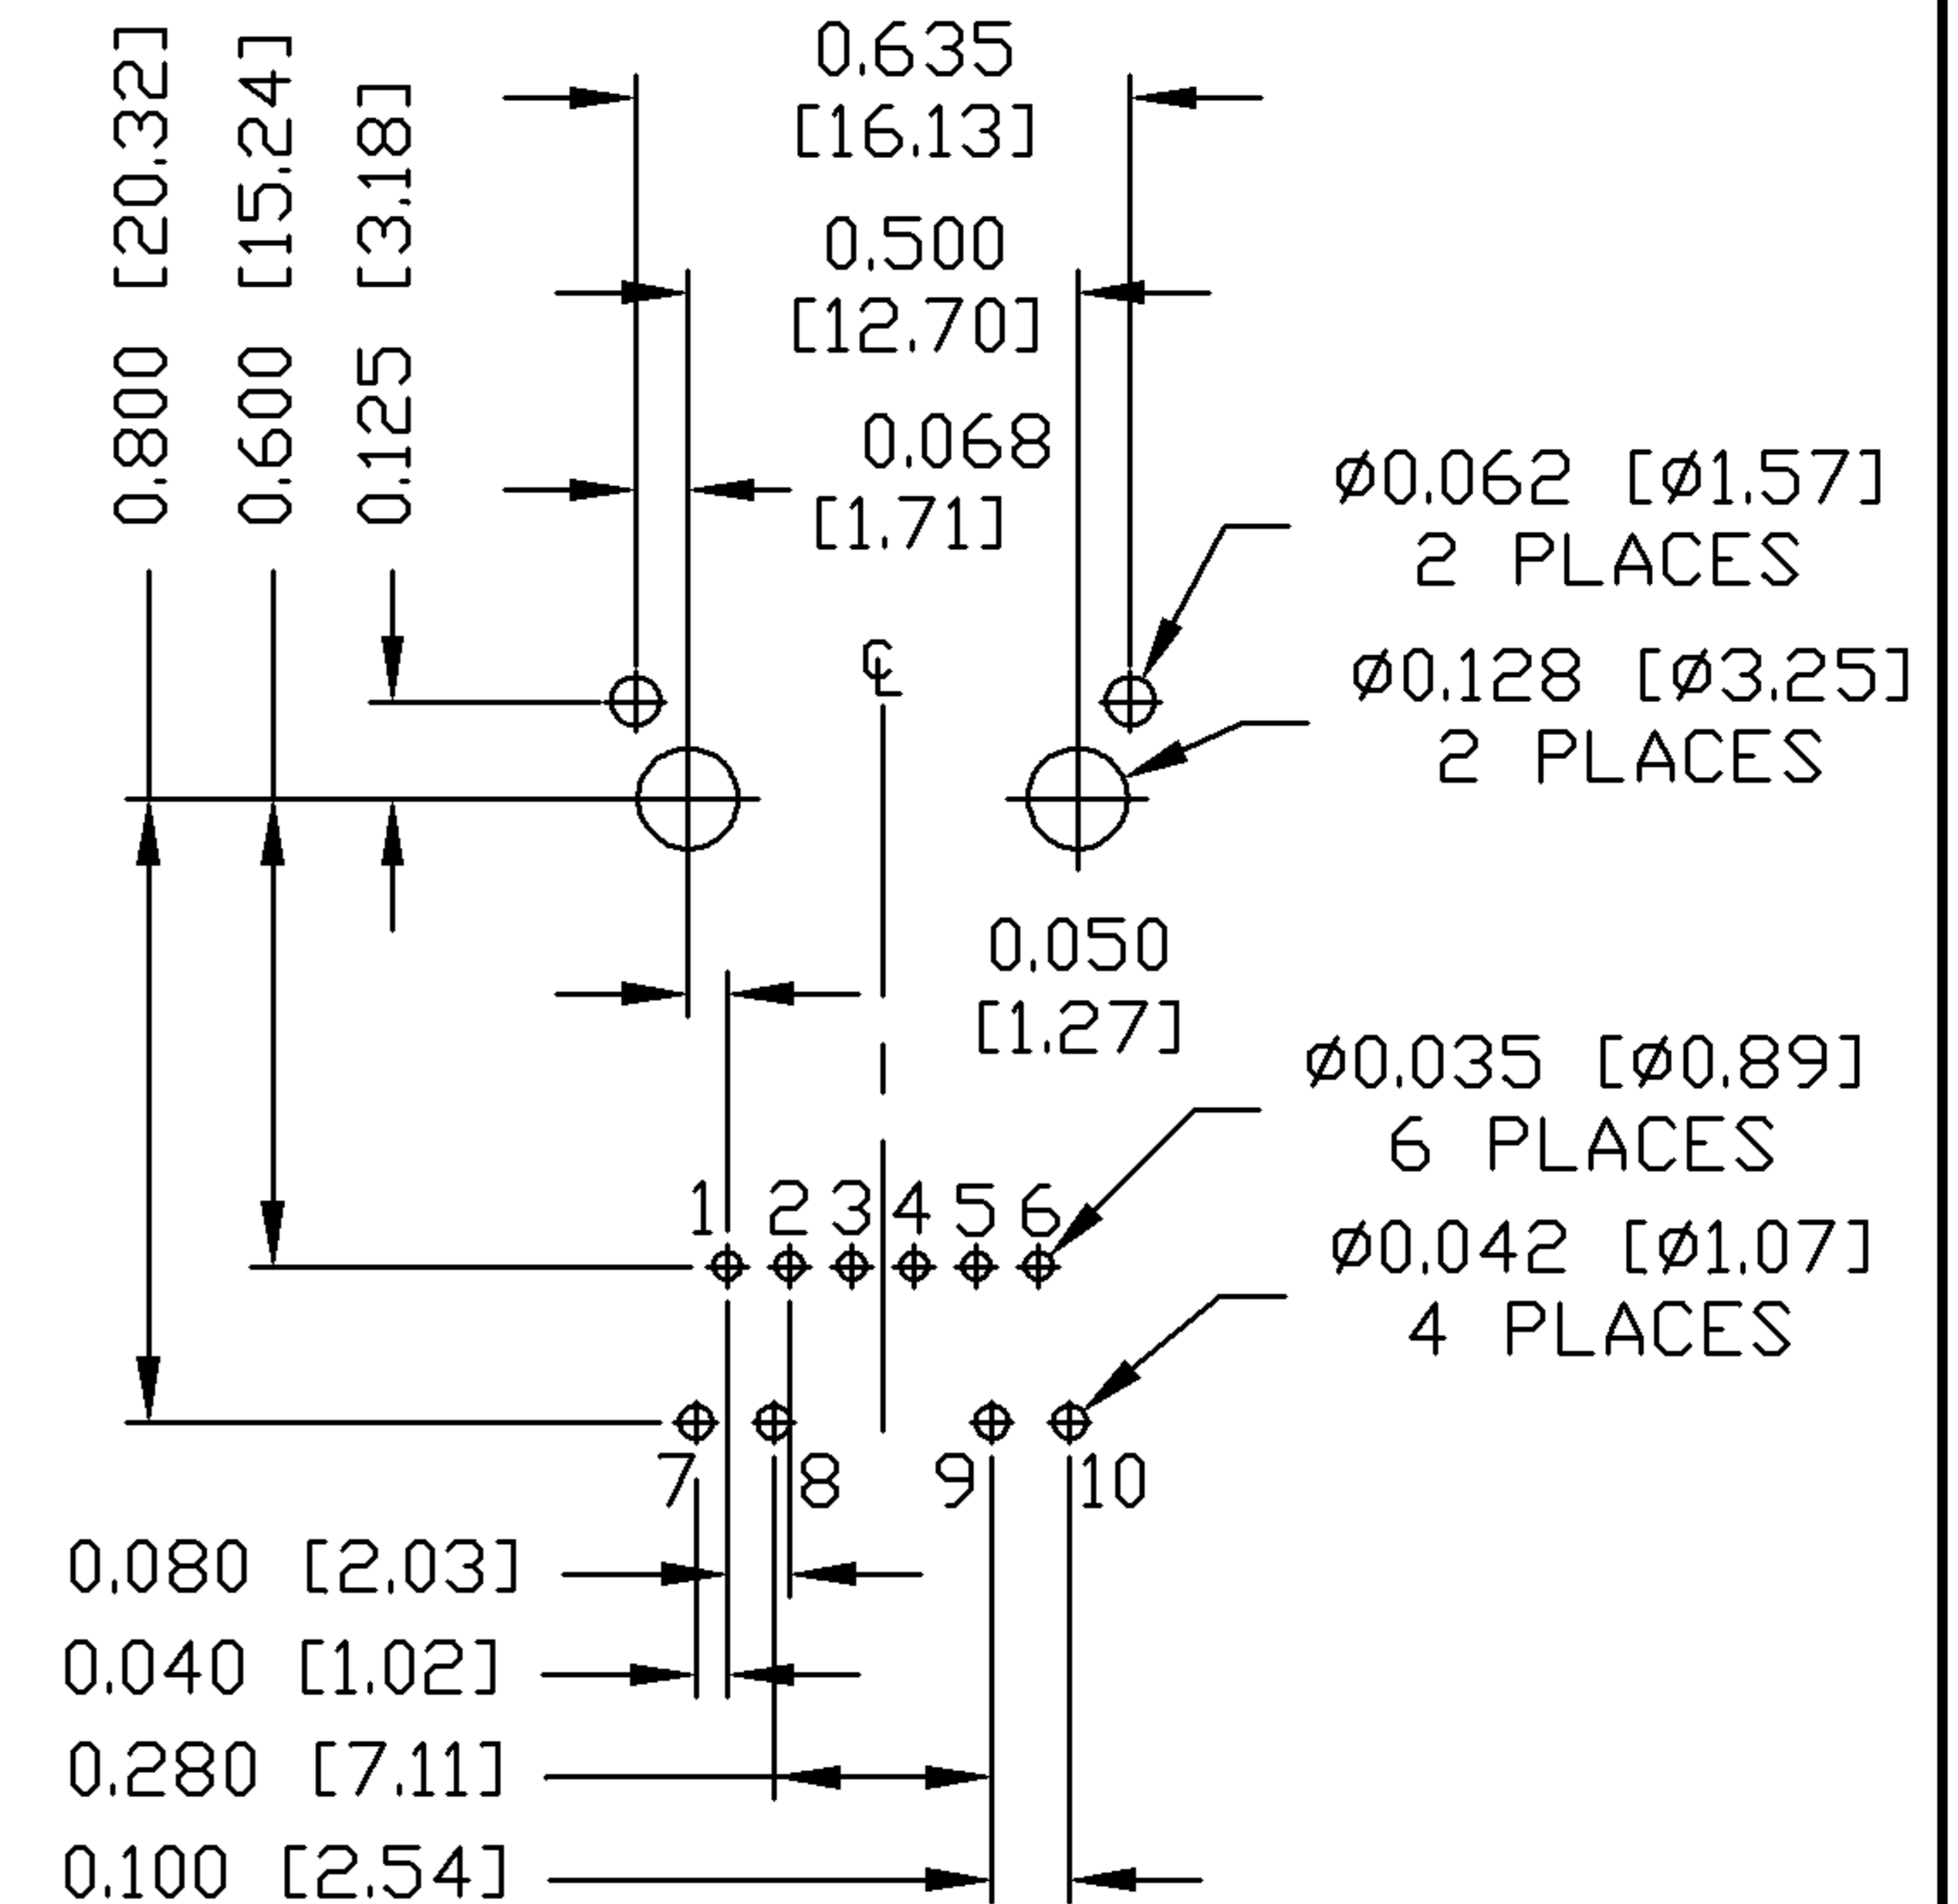 0.800 [20.32]
0.600 [15.24]
0.125 [3.18]
0.635
[16.13]
0.500
[12.70]
0.068
[1.71]
ø0.062 [ø1.57]
2 PLACES
℄
ø0.128 [ø3.25]
2 PLACES
0.050
[1.27]
ø0.035 [ø0.89]
6 PLACES
1 2 3 4 5 6
ø0.042 [ø1.07]
4 PLACES
7 8 9 10
0.080 [2.03]
0.040 [1.02]
0.280 [7.11]
0.100 [2.54]